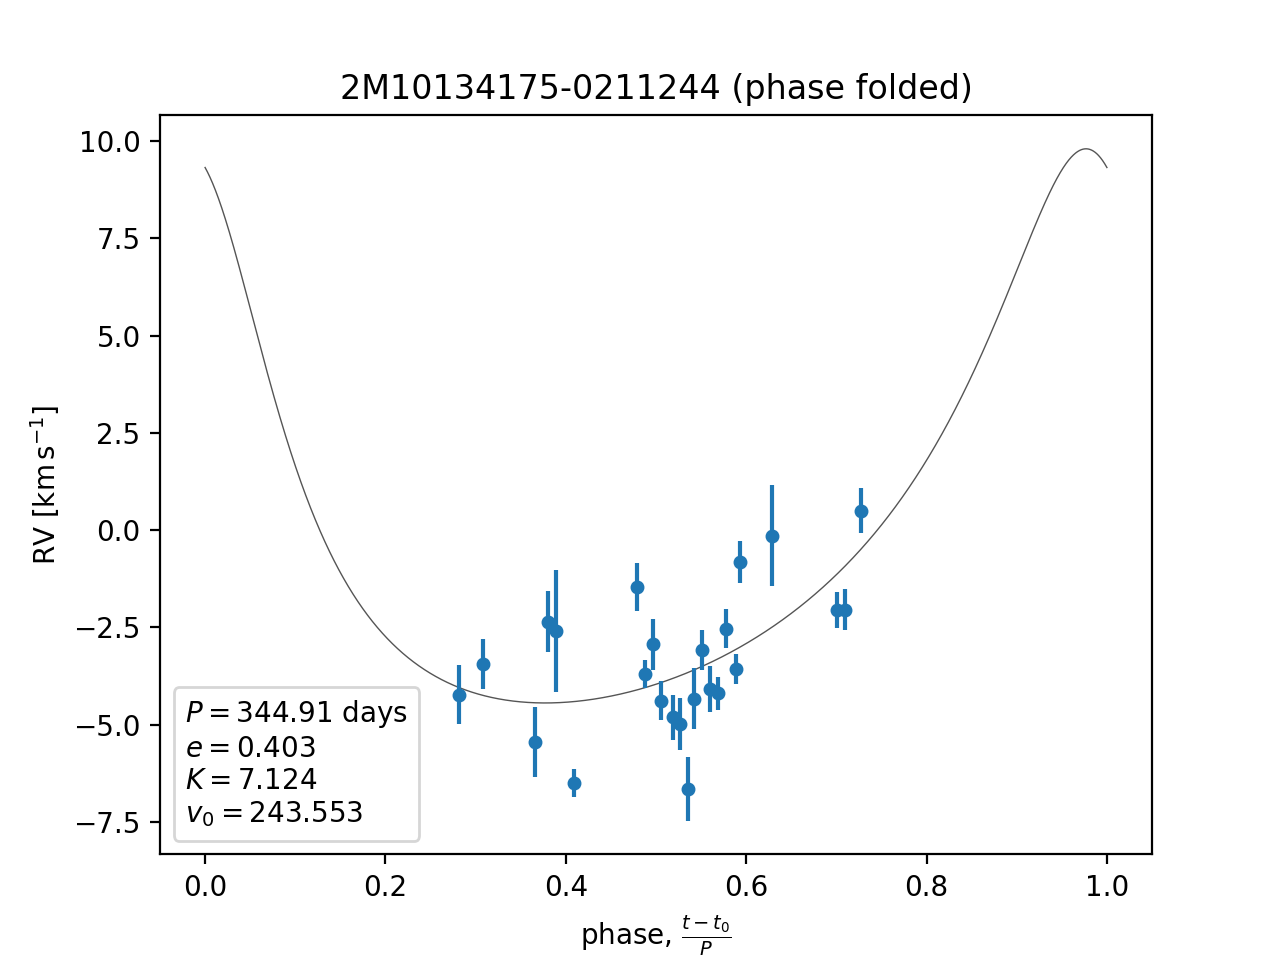 2M10134175-0211244 (phase folded)
10.0
7.5
5.0
2.5
0.0
−2.5
−5.0
−7.5
RV [km s⁻¹]
P = 344.91 days
e = 0.403
K = 7.124
v₀ = 243.553
0.0 0.2 0.4 0.6 0.8 1.0
phase, (t − t₀)/P